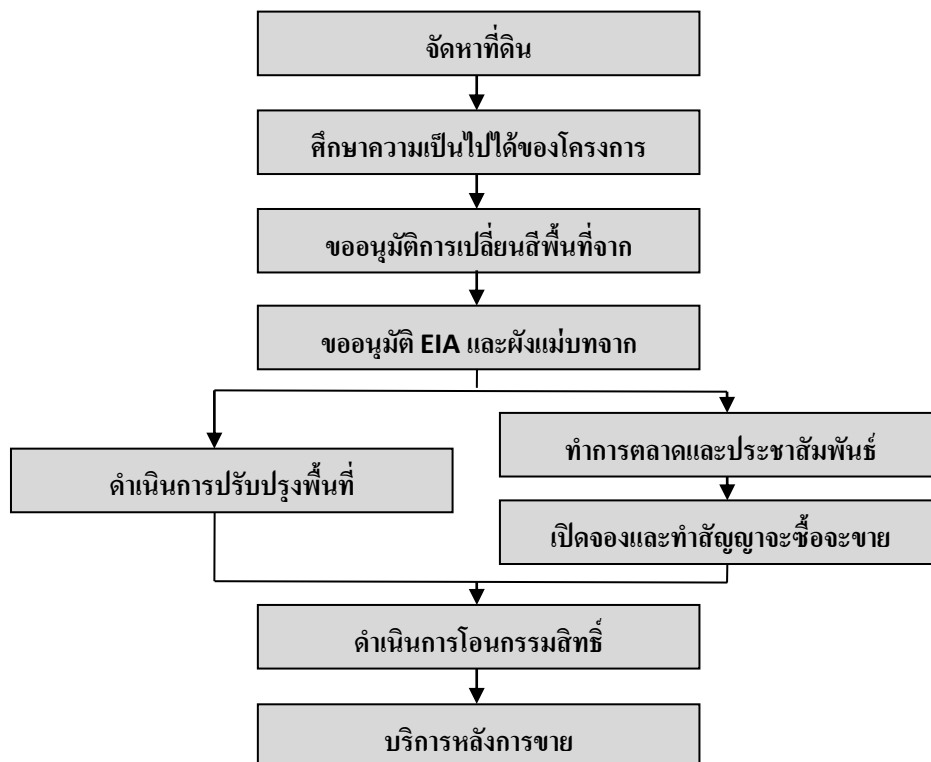 จัดหาที่ดิน
ศึกษาความเป็นไปได้ของโครงการ
ขออนุมัติการเปลี่ยนสีพื้นที่จาก
ขออนุมัติ EIA และผังแม่บทจาก
ทำการตลาดและประชาสัมพันธ์
ดำเนินการปรับปรุงพื้นที่
เปิดจองและทำสัญญาจะซื้อจะขาย
ดำเนินการโอนกรรมสิทธิ์
บริการหลังการขาย